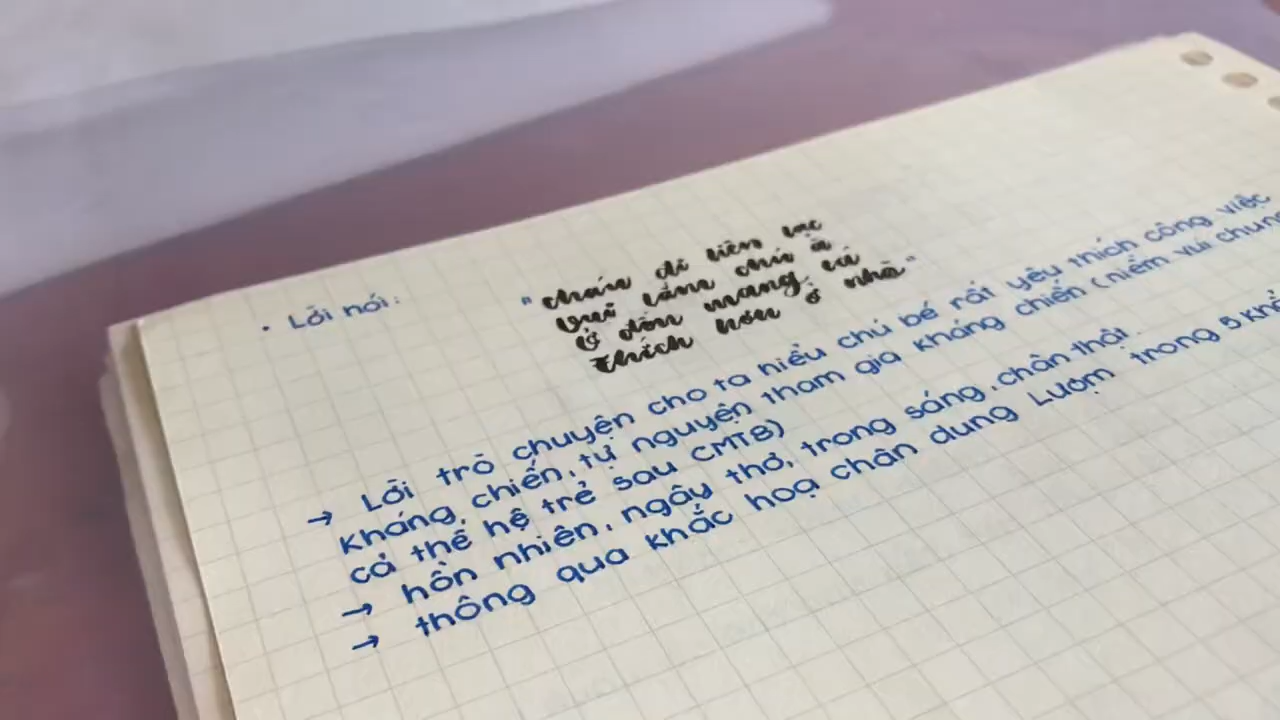 • Lời nói: "cháu đi liên lạc
vui lắm chú à
ở đồn mang cá
thích hơn ở nhà"
→ Lời trò chuyện cho ta hiểu chú bé rất yêu thích công việc
kháng chiến, tự nguyện tham gia kháng chiến (niềm vui chung
cả thế hệ trẻ sau CMT8)
→ hồn nhiên, ngây thơ, trong sáng, chân thật.
→ thông qua khắc hoạ chân dung Lượm trong 5 khổ